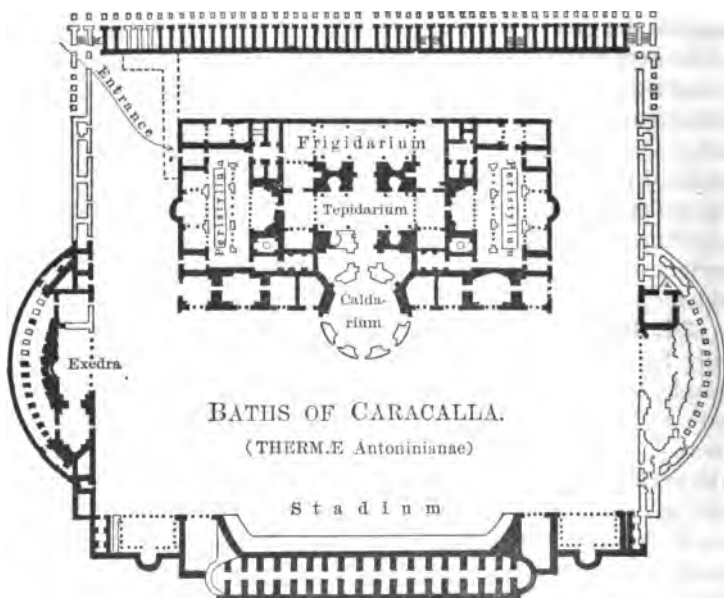 Entrance
Frigidarium
Peristylium
Peristylium
Tepidarium
Calda-
rium
Exedra
BATHS OF CARACALLA.
(THERMÆ Antoninianae)
Stadium